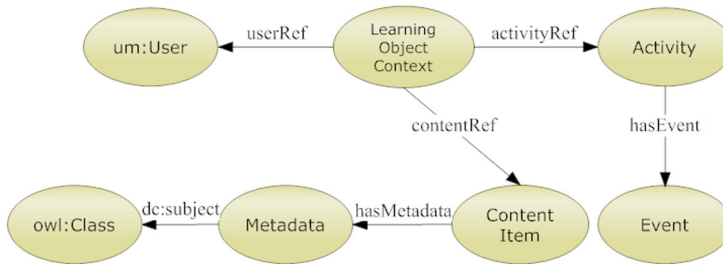 um:User
userRef
Learning
Object
Context
activityRef
Activity
contentRef
hasEvent
owl:Class
dc:subject
Metadata
hasMetadata
Content
Item
Event